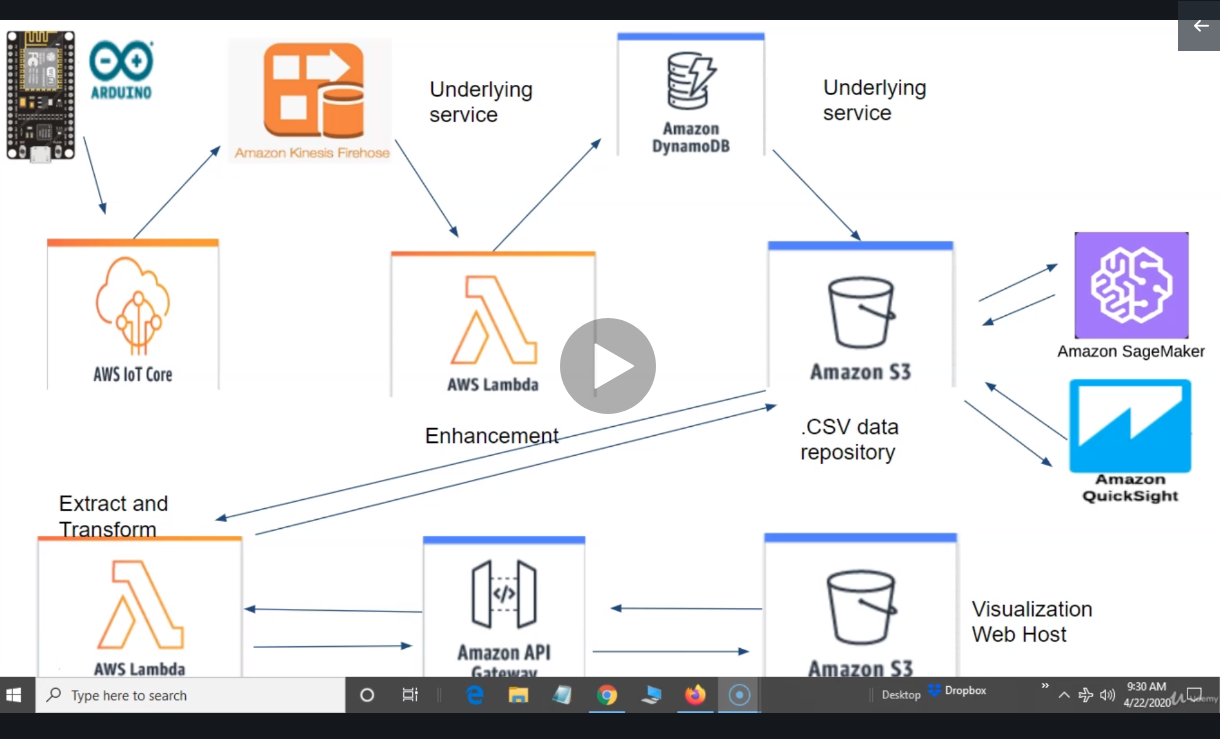 ARDUINO
Amazon Kinesis Firehose
Underlying
service
Amazon
DynamoDB
Underlying
service
AWS IoT Core
AWS Lambda
Amazon S3
Amazon SageMaker
Enhancement
.CSV data
repository
Amazon
QuickSight
Extract and
Transform
AWS Lambda
Amazon API
Gateway
Amazon S3
Visualization
Web Host
Type here to search
Desktop
Dropbox
9:30 AM
4/22/2020
Udemy